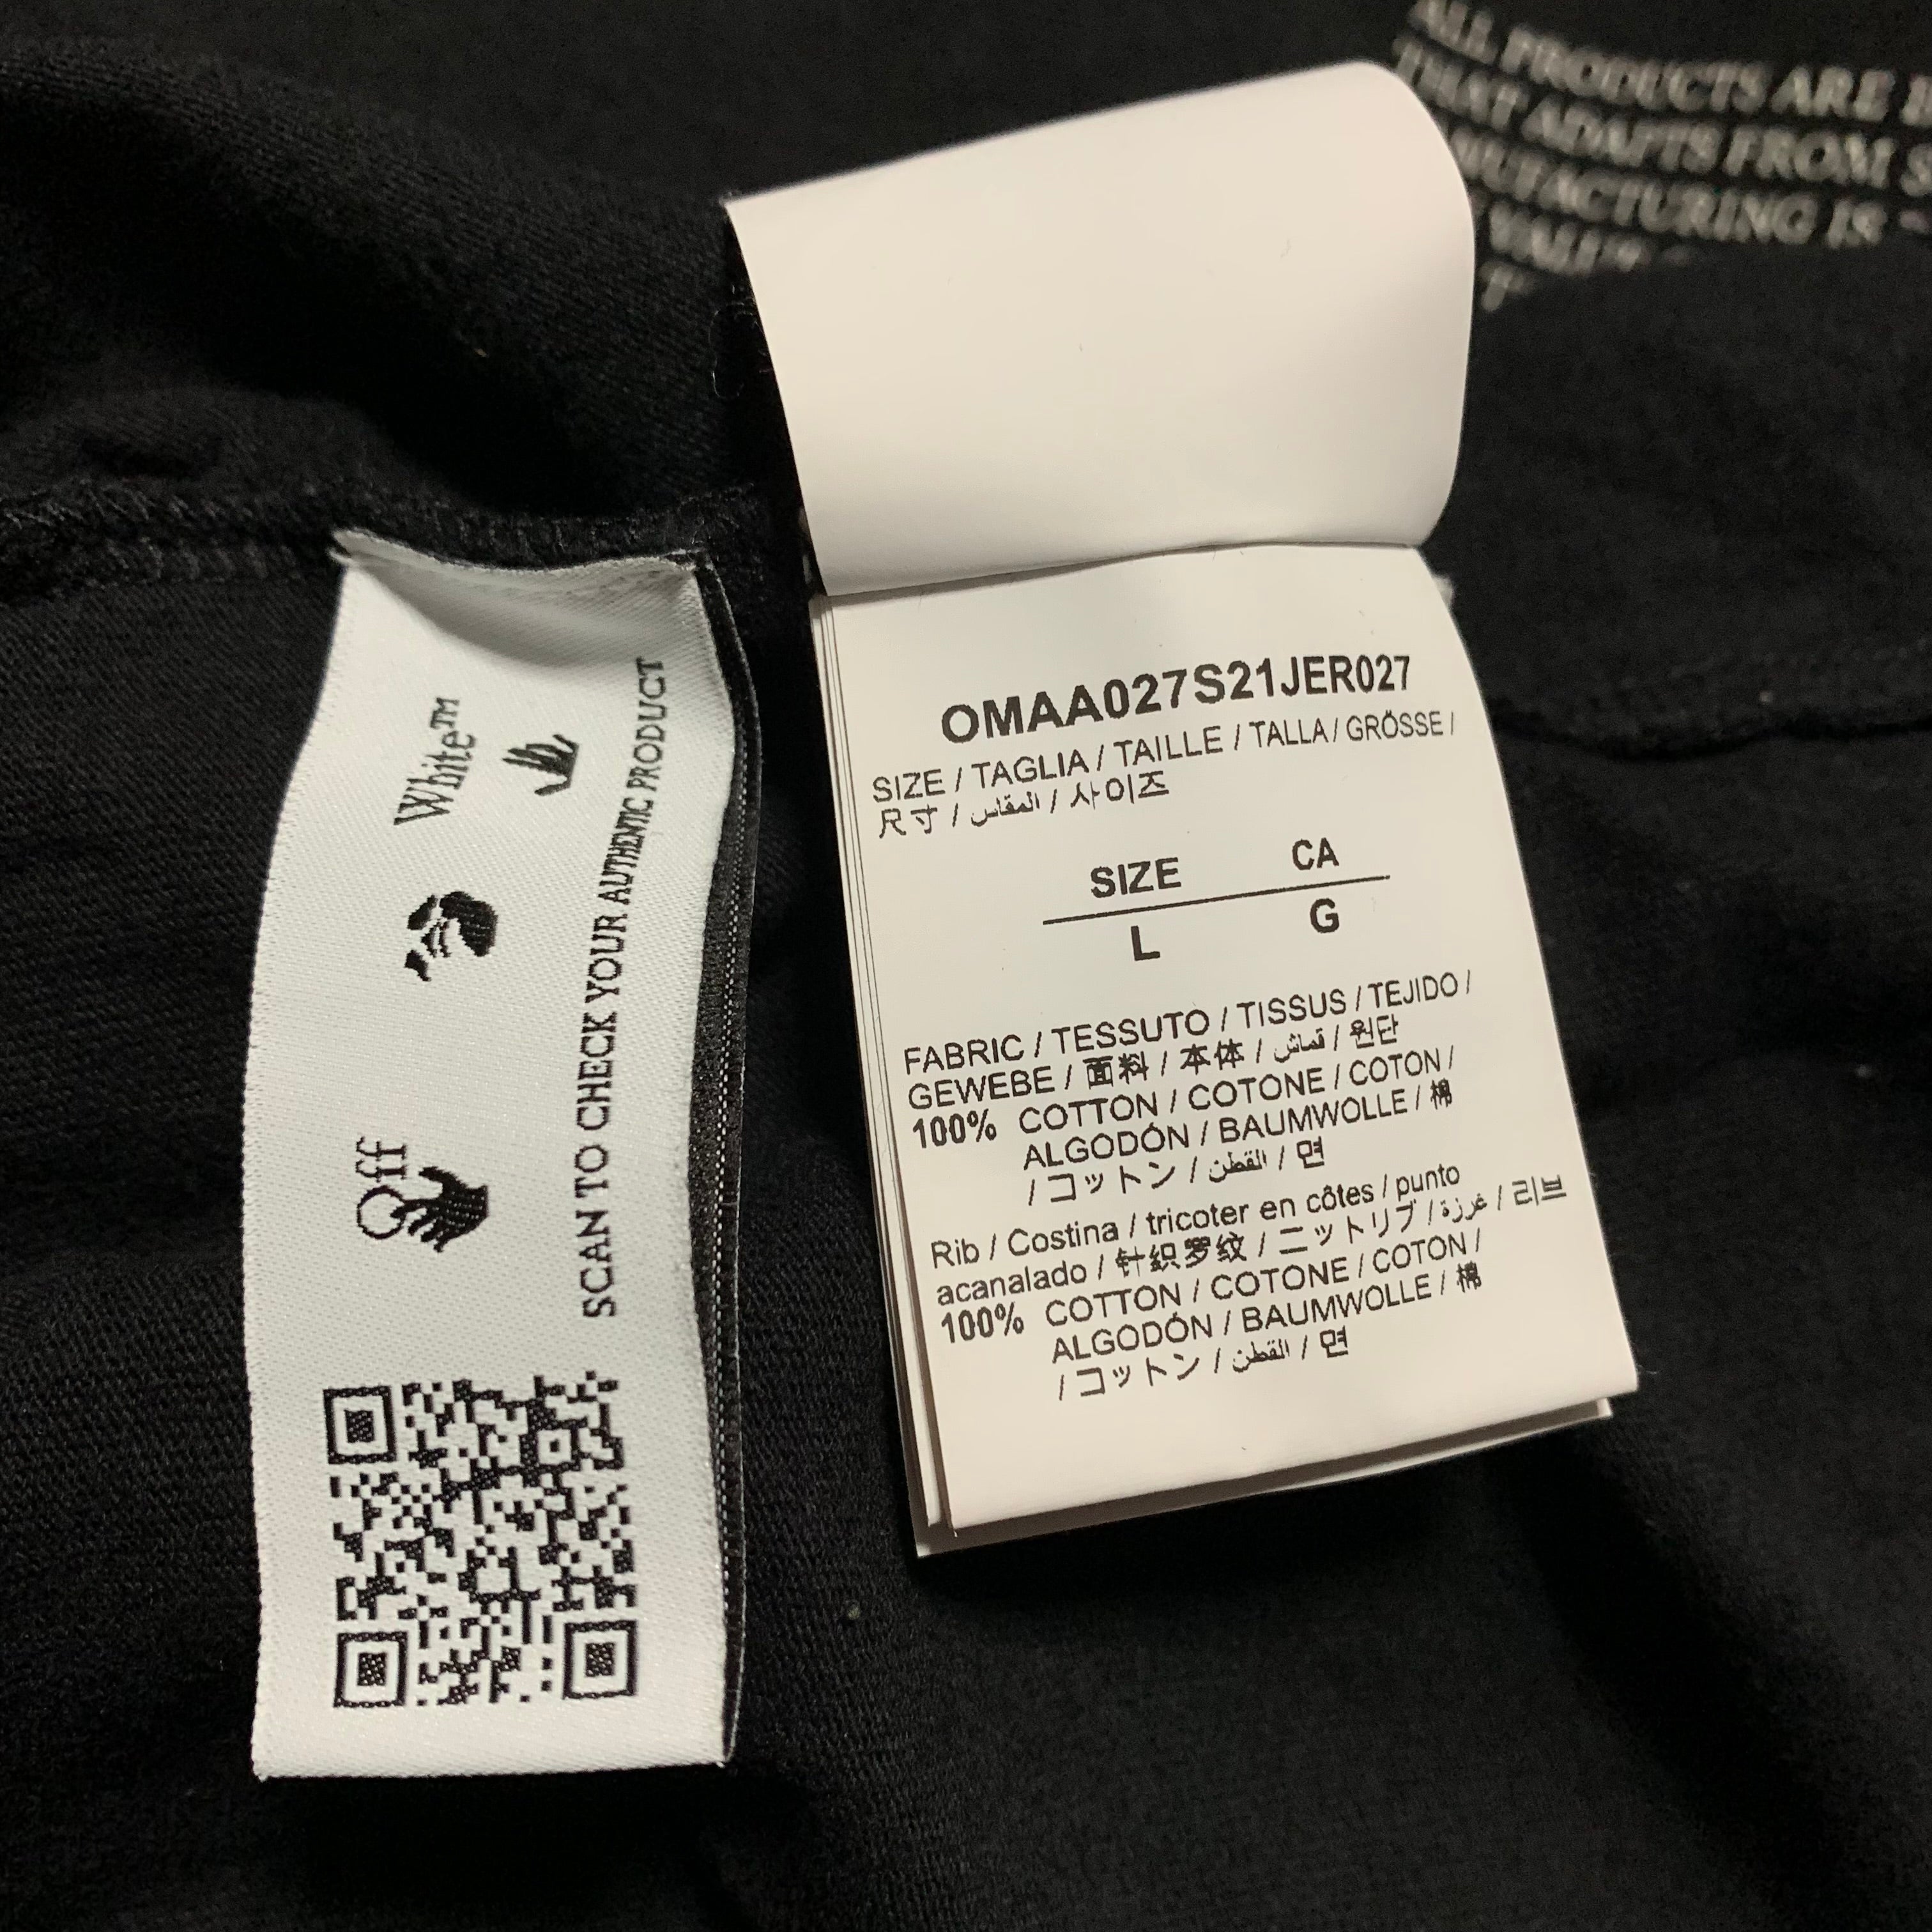 ALL PRODUCTS ARE
THAT ADAPTS FROM
MANUFACTURING IS
Off White™
SCAN TO CHECK YOUR AUTHENTIC PRODUCT
OMAA027S21JER027
SIZE / TAGLIA / TAILLE / TALLA / GRÖSSE /
尺寸 / المقاس / 사이즈
SIZE CA
L G
FABRIC / TESSUTO / TISSUS / TEJIDO /
GEWEBE / 面料 / 本体 / قماش / 원단
100% COTTON / COTONE / COTON /
ALGODÓN / BAUMWOLLE / 棉
/ コットン / القطن / 면
Rib / Costina / tricoter en côtes / punto
acanalado / 针织罗纹 / ニットリブ / غرزة / 리브
100% COTTON / COTONE / COTON /
ALGODÓN / BAUMWOLLE / 棉
/ コットン / القطن / 면